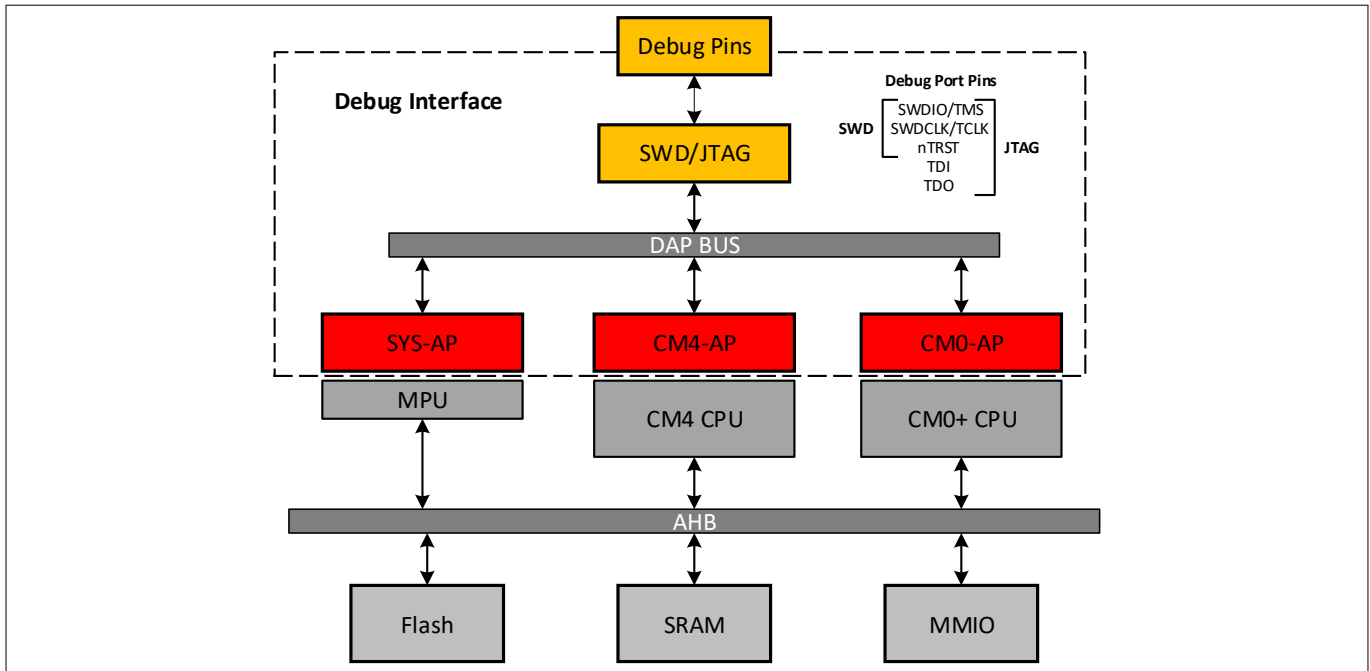 Debug Pins
Debug Interface
Debug Port Pins
SWD
SWDIO/TMS
SWDCLK/TCLK
nTRST
TDI
TDO
JTAG
SWD/JTAG
DAP BUS
SYS-AP
CM4-AP
CM0-AP
MPU
CM4 CPU
CM0+ CPU
AHB
Flash
SRAM
MMIO